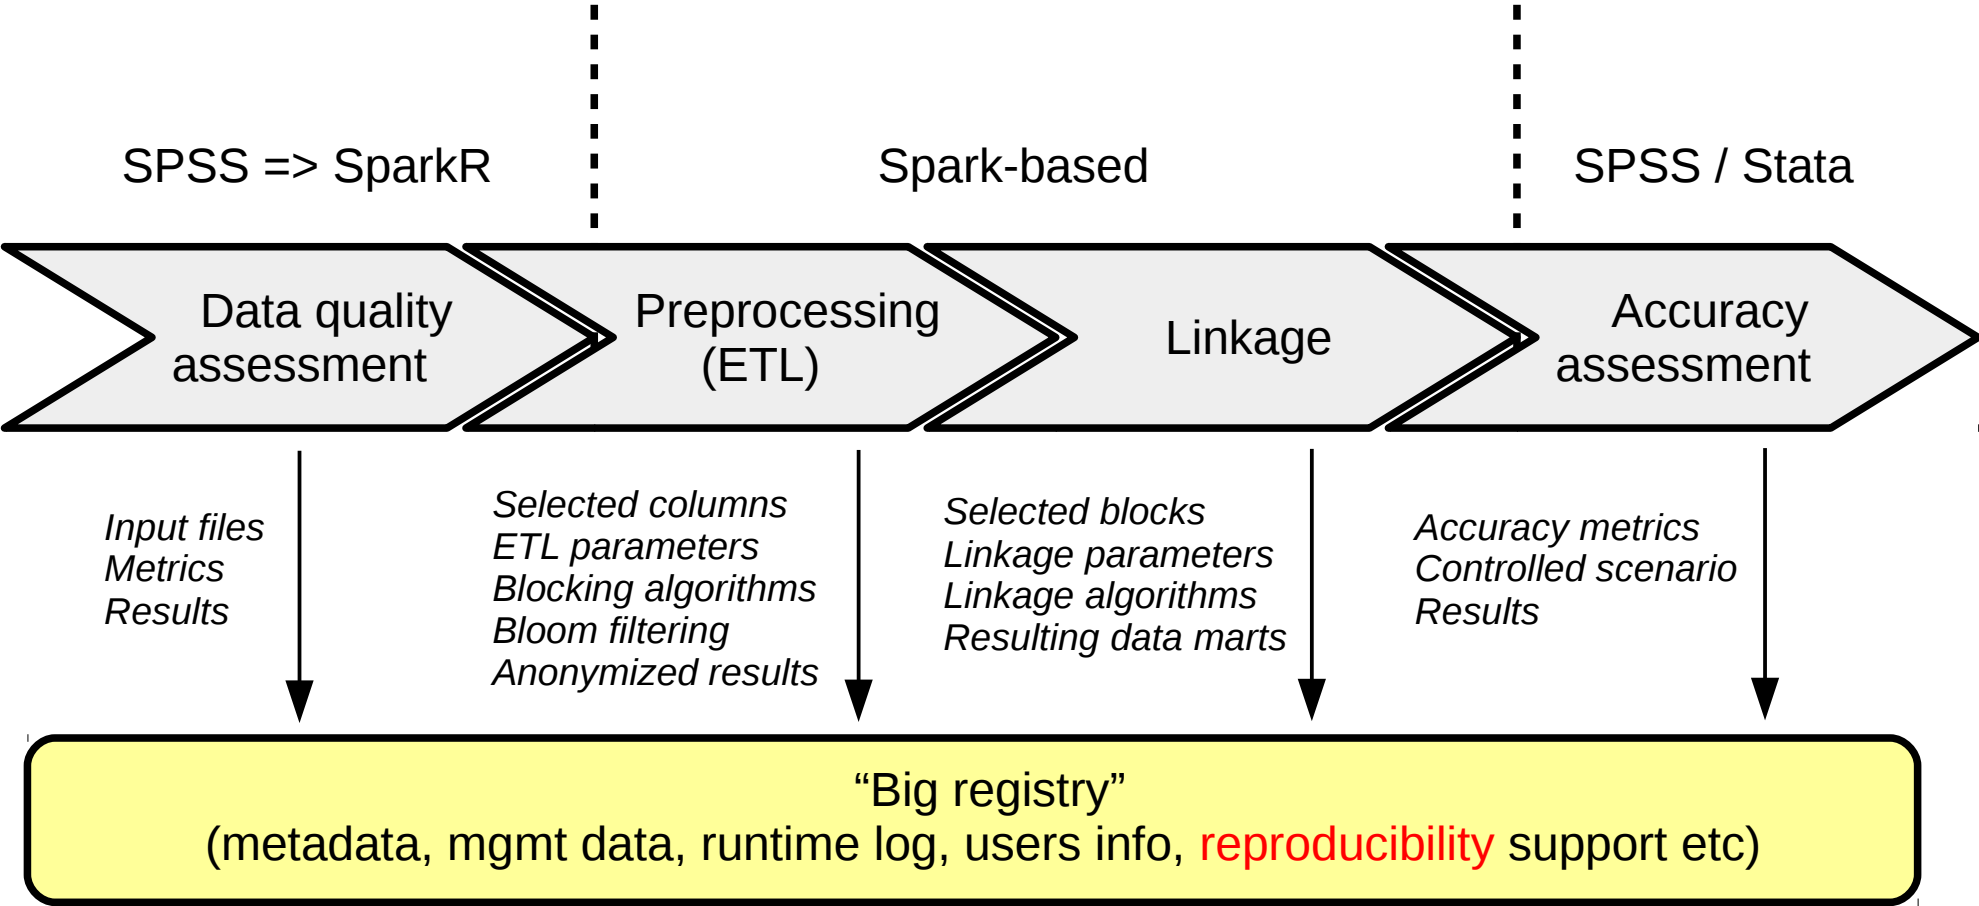 SPSS => SparkR
Spark-based
SPSS / Stata
Data quality
assessment
Preprocessing
(ETL)
Linkage
Accuracy
assessment
Input files
Metrics
Results
Selected columns
ETL parameters
Blocking algorithms
Bloom filtering
Anonymized results
Selected blocks
Linkage parameters
Linkage algorithms
Resulting data marts
Accuracy metrics
Controlled scenario
Results
“Big registry”
(metadata, mgmt data, runtime log, users info, reproducibility support etc)